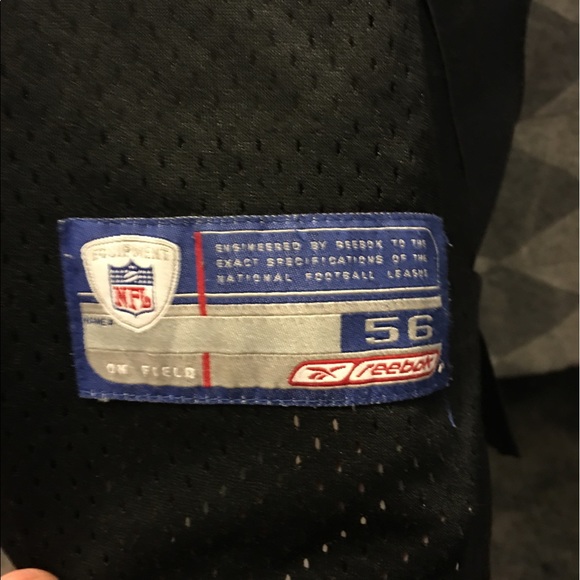 EQUIPMENT
NFL
ENGINEERED BY REEBOK TO THE
EXACT SPECIFICATIONS OF THE
NATIONAL FOOTBALL LEAGUE
56
ON FIELD
Reebok